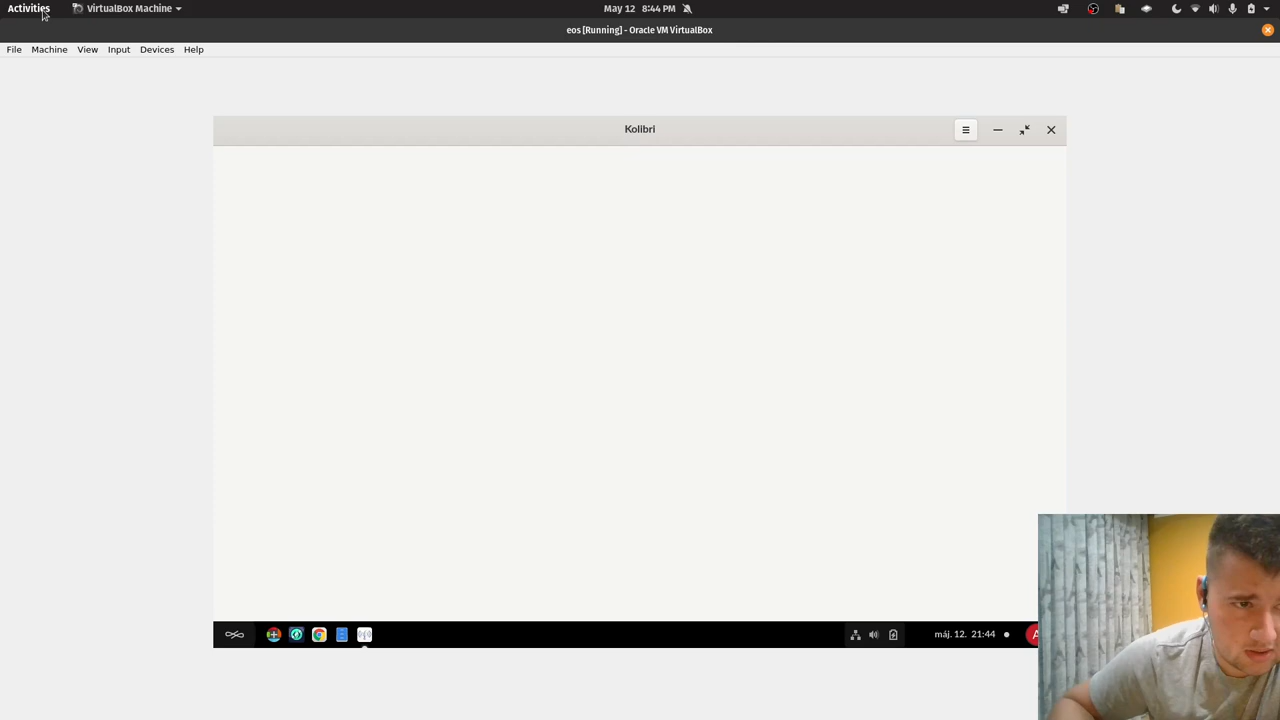 Activities VirtualBox Machine May 12 8:44 PM
eos [Running] - Oracle VM VirtualBox
File Machine View Input Devices Help
Kolibri
máj. 12. 21:44
A